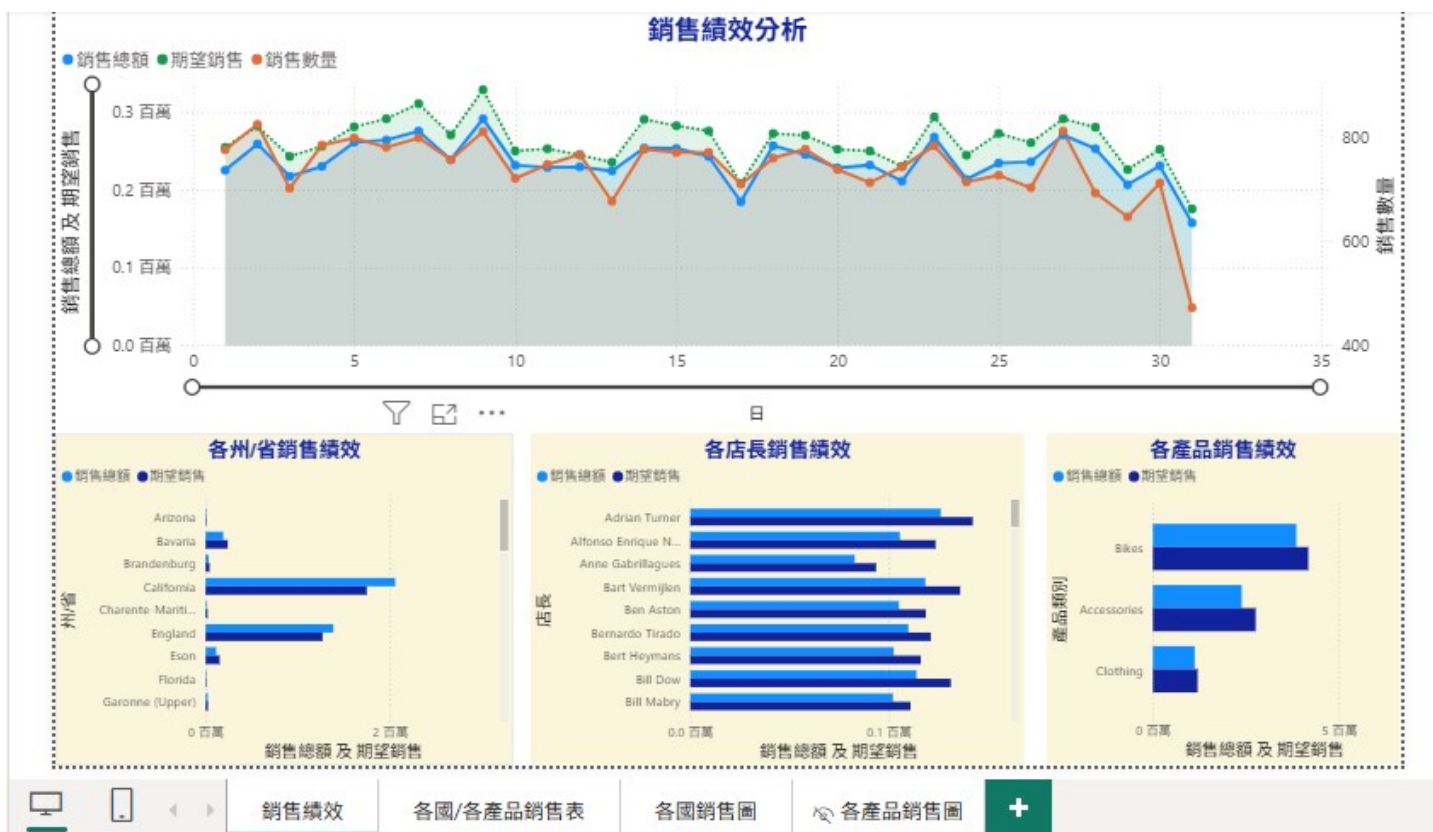 銷售績效分析
銷售總額 期望銷售 銷售數量
銷售總額 及 期望銷售
0.3 百萬
0.2 百萬
0.1 百萬
0.0 百萬
800
600
400
銷售數量
0 5 10 15 20 25 30 35
日
各州/省銷售績效
銷售總額 期望銷售
州/省
Arizona
Bavaria
Brandenburg
California
Charente-Mariti...
England
Eson
Florida
Garonne (Upper)
0 百萬 2 百萬
銷售總額 及 期望銷售
各店長銷售績效
銷售總額 期望銷售
店長
Adrian Turner
Alfonso Enrique N...
Anne Gabrillagues
Bart Vermijlen
Ben Aston
Bernardo Tirado
Bert Heymans
Bill Dow
Bill Mabry
0.0 百萬 0.1 百萬
銷售總額 及 期望銷售
各產品銷售績效
銷售總額 期望銷售
產品類別
Bikes
Accessories
Clothing
0 百萬 5 百萬
銷售總額 及 期望銷售
銷售績效 各國/各產品銷售表 各國銷售圖 各產品銷售圖 +